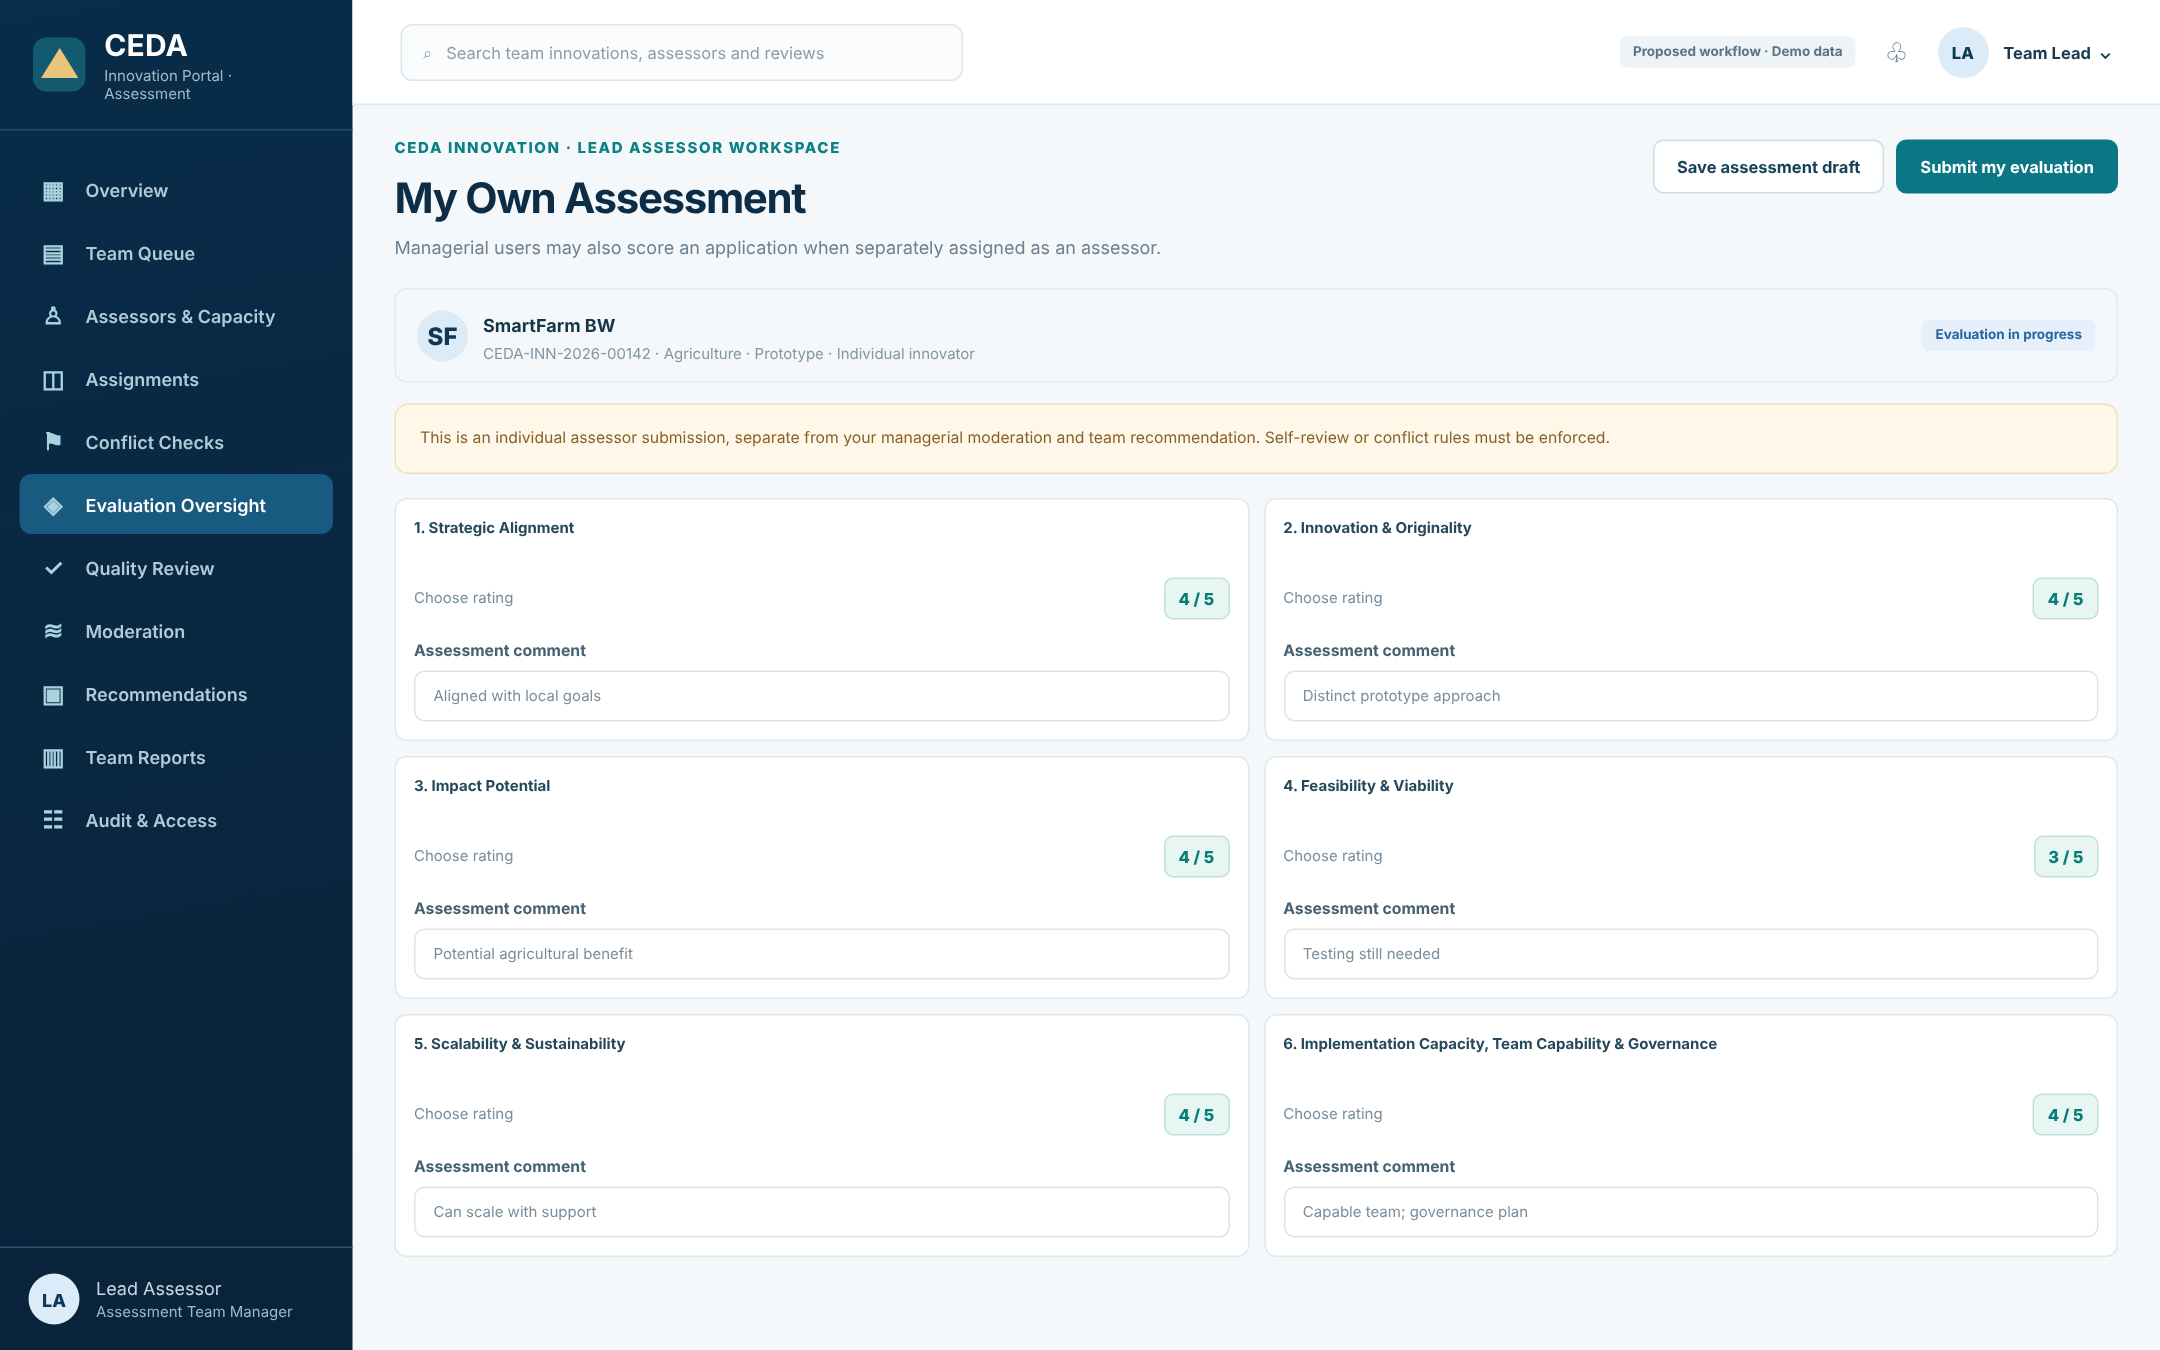 CEDA
Innovation Portal ·
Assessment
Overview
Team Queue
Assessors & Capacity
Assignments
Conflict Checks
Evaluation Oversight
Quality Review
Moderation
Recommendations
Team Reports
Audit & Access
LA
Lead Assessor
Assessment Team Manager
Search team innovations, assessors and reviews
Proposed workflow · Demo data
LA
Team Lead
CEDA INNOVATION · LEAD ASSESSOR WORKSPACE
My Own Assessment
Managerial users may also score an application when separately assigned as an assessor.
Save assessment draft
Submit my evaluation
SF
SmartFarm BW
CEDA-INN-2026-00142 · Agriculture · Prototype · Individual innovator
Evaluation in progress
This is an individual assessor submission, separate from your managerial moderation and team recommendation. Self-review or conflict rules must be enforced.
1. Strategic Alignment
Choose rating
4 / 5
Assessment comment
Aligned with local goals
2. Innovation & Originality
Choose rating
4 / 5
Assessment comment
Distinct prototype approach
3. Impact Potential
Choose rating
4 / 5
Assessment comment
Potential agricultural benefit
4. Feasibility & Viability
Choose rating
3 / 5
Assessment comment
Testing still needed
5. Scalability & Sustainability
Choose rating
4 / 5
Assessment comment
Can scale with support
6. Implementation Capacity, Team Capability & Governance
Choose rating
4 / 5
Assessment comment
Capable team; governance plan